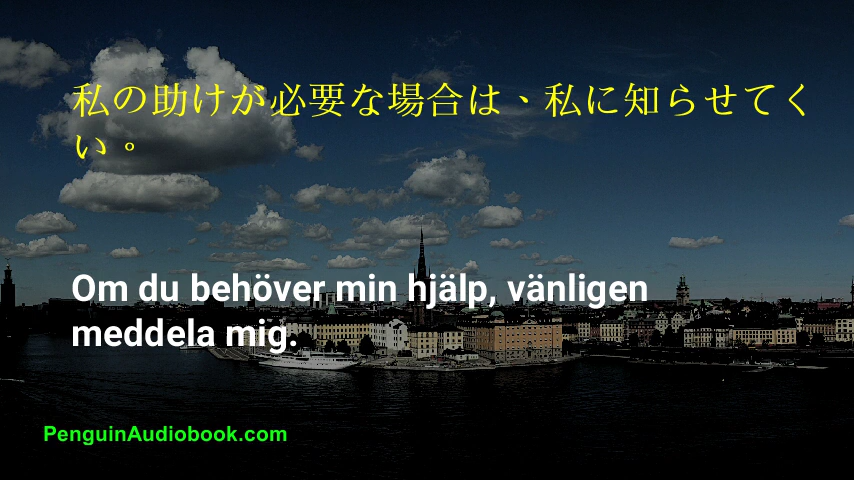 私の助けが必要な場合は、私に知らせてく
い。
Om du behöver min hjälp, vänligen
meddela mig.
PenguinAudiobook.com